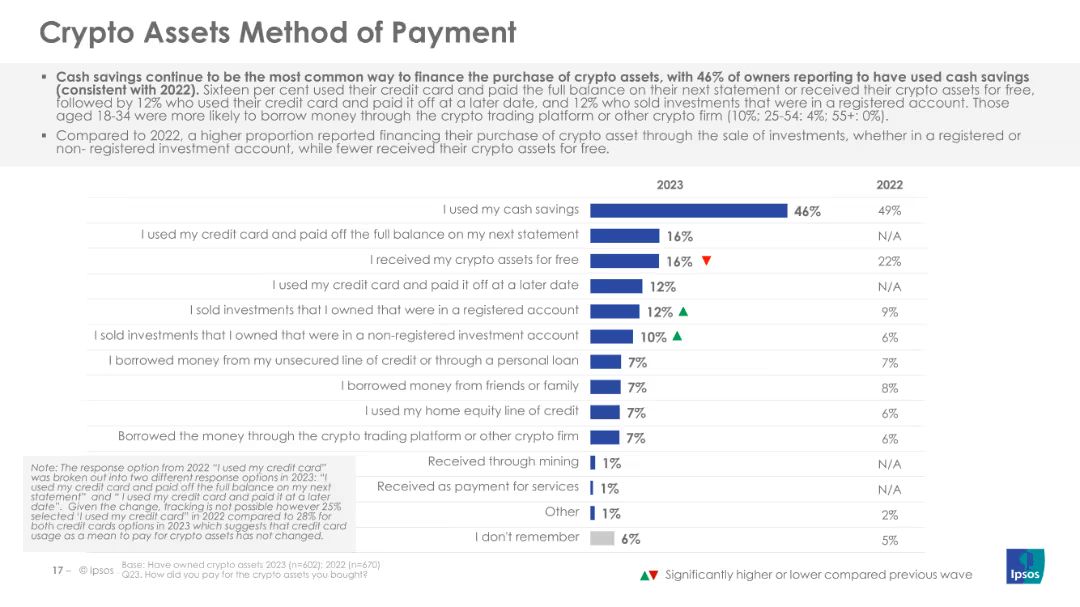 Crypto Assets Method of Payment
▪ Cash savings continue to be the most common way to finance the purchase of crypto assets, with 46% of owners reporting to have used cash savings
(consistent with 2022). Sixteen per cent used their credit card and paid the full balance on their next statement or received their crypto assets for free,
followed by 12% who used their credit card and paid it off at a later date, and 12% who sold investments that were in a registered account. Those
aged 18-34 were more likely to borrow money through the crypto trading platform or other crypto firm (10%; 25-54: 4%; 55+: 0%).
▪ Compared to 2022, a higher proportion reported financing their purchase of crypto asset through the sale of investments, whether in a registered or
non- registered investment account, while fewer received their crypto assets for free.
2023 2022
I used my cash savings 46% 49%
I used my credit card and paid off the full balance on my next statement 16% N/A
I received my crypto assets for free 16% ▼ 22%
I used my credit card and paid it off at a later date 12% N/A
I sold investments that I owned that were in a registered account 12% ▲ 9%
I sold investments that I owned that were in a non-registered investment account 10% ▲ 6%
I borrowed money from my unsecured line of credit or through a personal loan 7% 7%
I borrowed money from friends or family 7% 8%
I used my home equity line of credit 7% 6%
Borrowed the money through the crypto trading platform or other crypto firm 7% 6%
Received through mining 1% N/A
Received as payment for services 1% N/A
Other 1% 2%
I don't remember 6% 5%
Note: The response option from 2022 "I used my credit card"
was broken out into two different response options in 2023: "I
used my credit card and paid off the full balance on my next
statement" and " I used my credit card and paid it at a later
date". Given the change, tracking is not possible however 25%
selected 'I used my credit card" in 2022 compared to 28% for
both credit cards options in 2023 which suggests that credit card
usage as a mean to pay for crypto assets has not changed.
17 – © Ipsos
Base: Have owned crypto assets 2023 (n=602); 2022 (n=670)
Q23. How did you pay for the crypto assets you bought?
▲▼ Significantly higher or lower compared previous wave
Ipsos